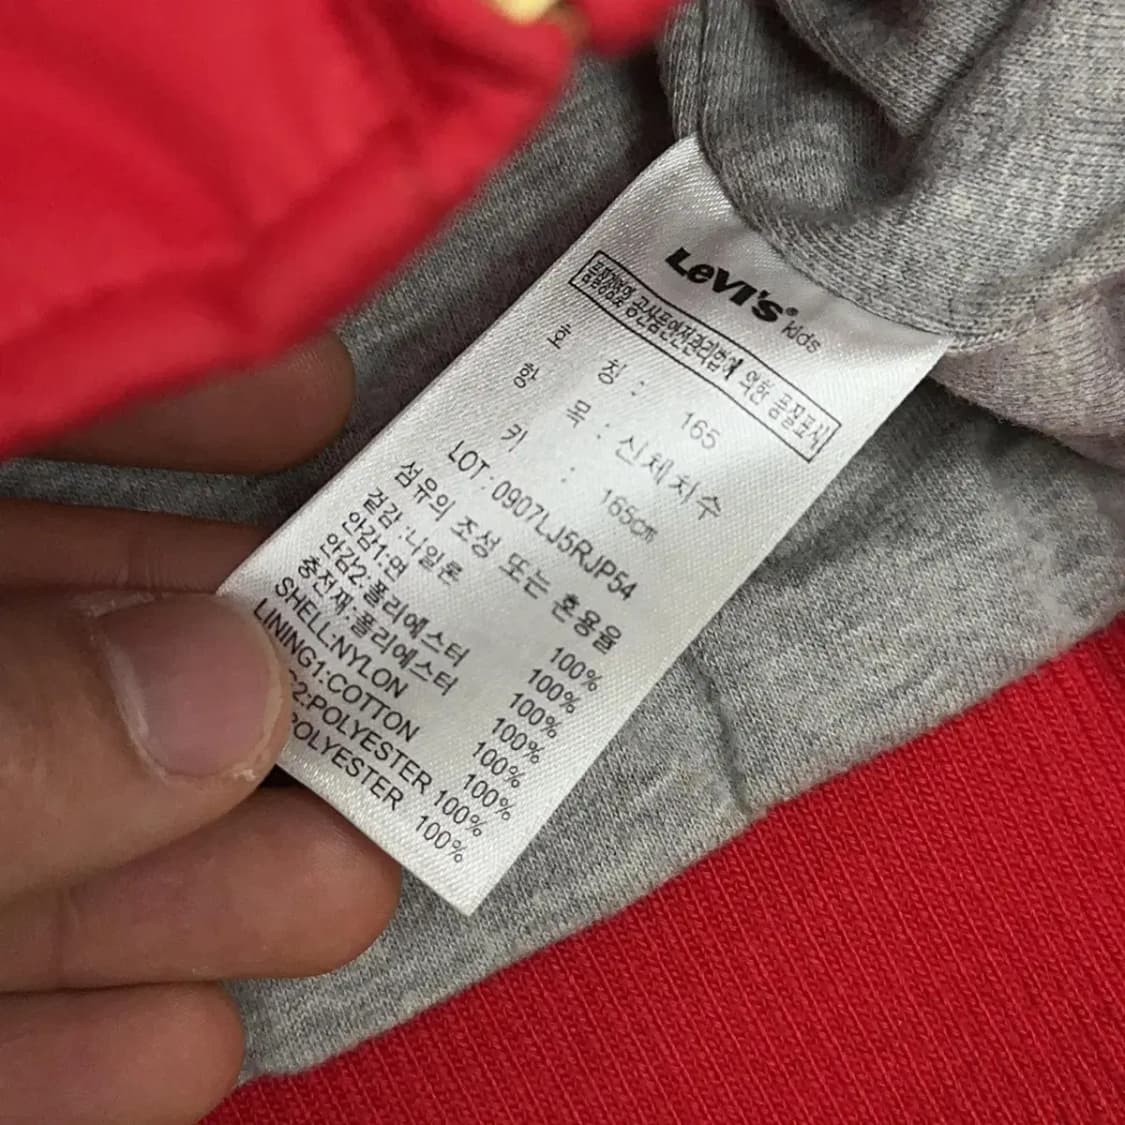 Levi's® kids
공산품안전관리법에 의한 품질표시
호 칭 : 165
항 목 : 신체치수
키 : 165cm
LOT : 0907LJ5RJP54
섬유의 조성 또는 혼용율
겉감 : 나일론 100%
안감1:면 100%
안감2:폴리에스터 100%
충전재:폴리에스터 100%
SHELL:NYLON 100%
LINING1:COTTON 100%
G2:POLYESTER 100%
POLYESTER 100%